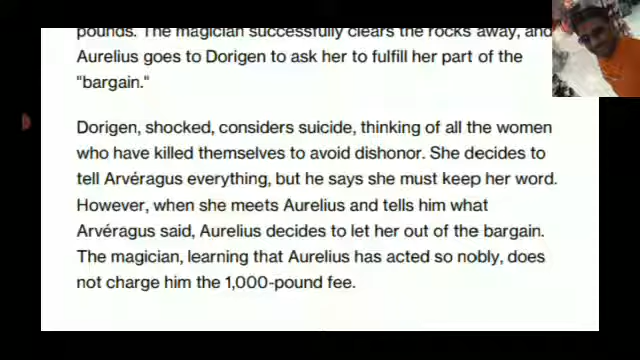 pounds. The magician successfully clears the rocks away, and
Aurelius goes to Dorigen to ask her to fulfill her part of the
"bargain."
Dorigen, shocked, considers suicide, thinking of all the women
who have killed themselves to avoid dishonor. She decides to
tell Arvéragus everything, but he says she must keep her word.
However, when she meets Aurelius and tells him what
Arvéragus said, Aurelius decides to let her out of the bargain.
The magician, learning that Aurelius has acted so nobly, does
not charge him the 1,000-pound fee.